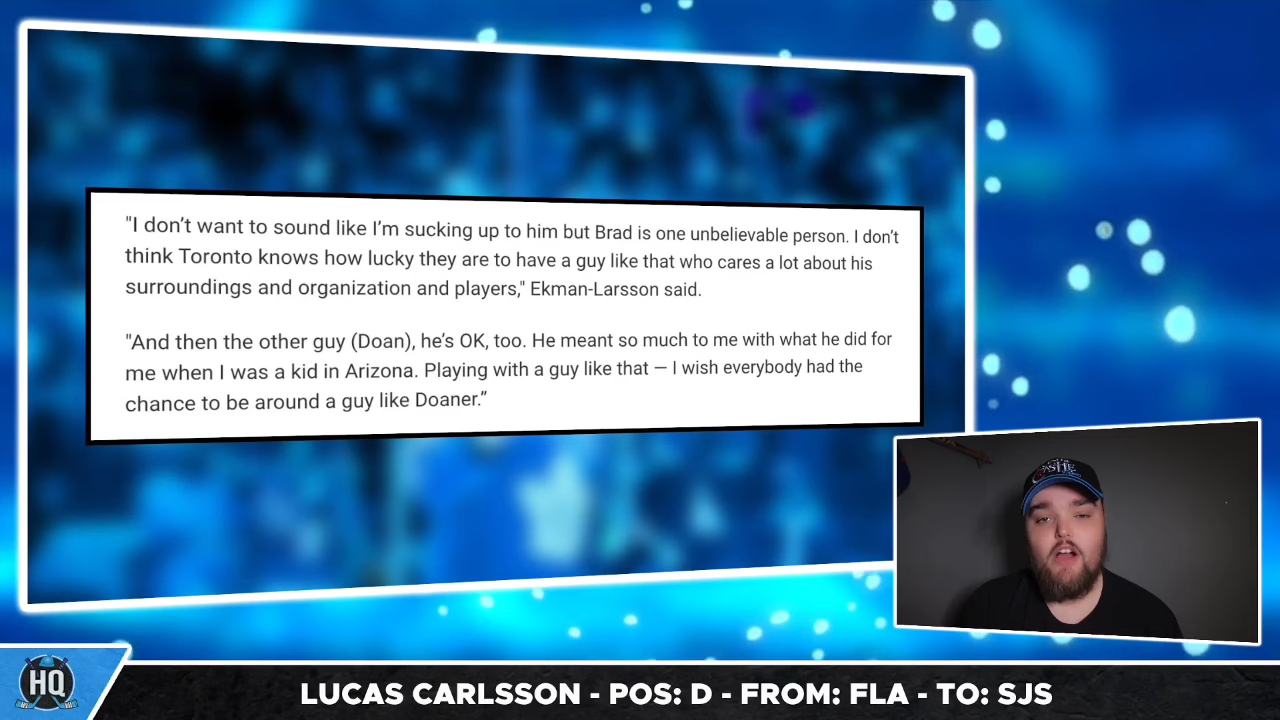 "I don’t want to sound like I’m sucking up to him but Brad is one unbelievable person. I don’t
think Toronto knows how lucky they are to have a guy like that who cares a lot about his
surroundings and organization and players," Ekman-Larsson said.
"And then the other guy (Doan), he’s OK, too. He meant so much to me with what he did for
me when I was a kid in Arizona. Playing with a guy like that — I wish everybody had the
chance to be around a guy like Doaner.”
HQ
LUCAS CARLSSON - POS: D - FROM: FLA - TO: SJS